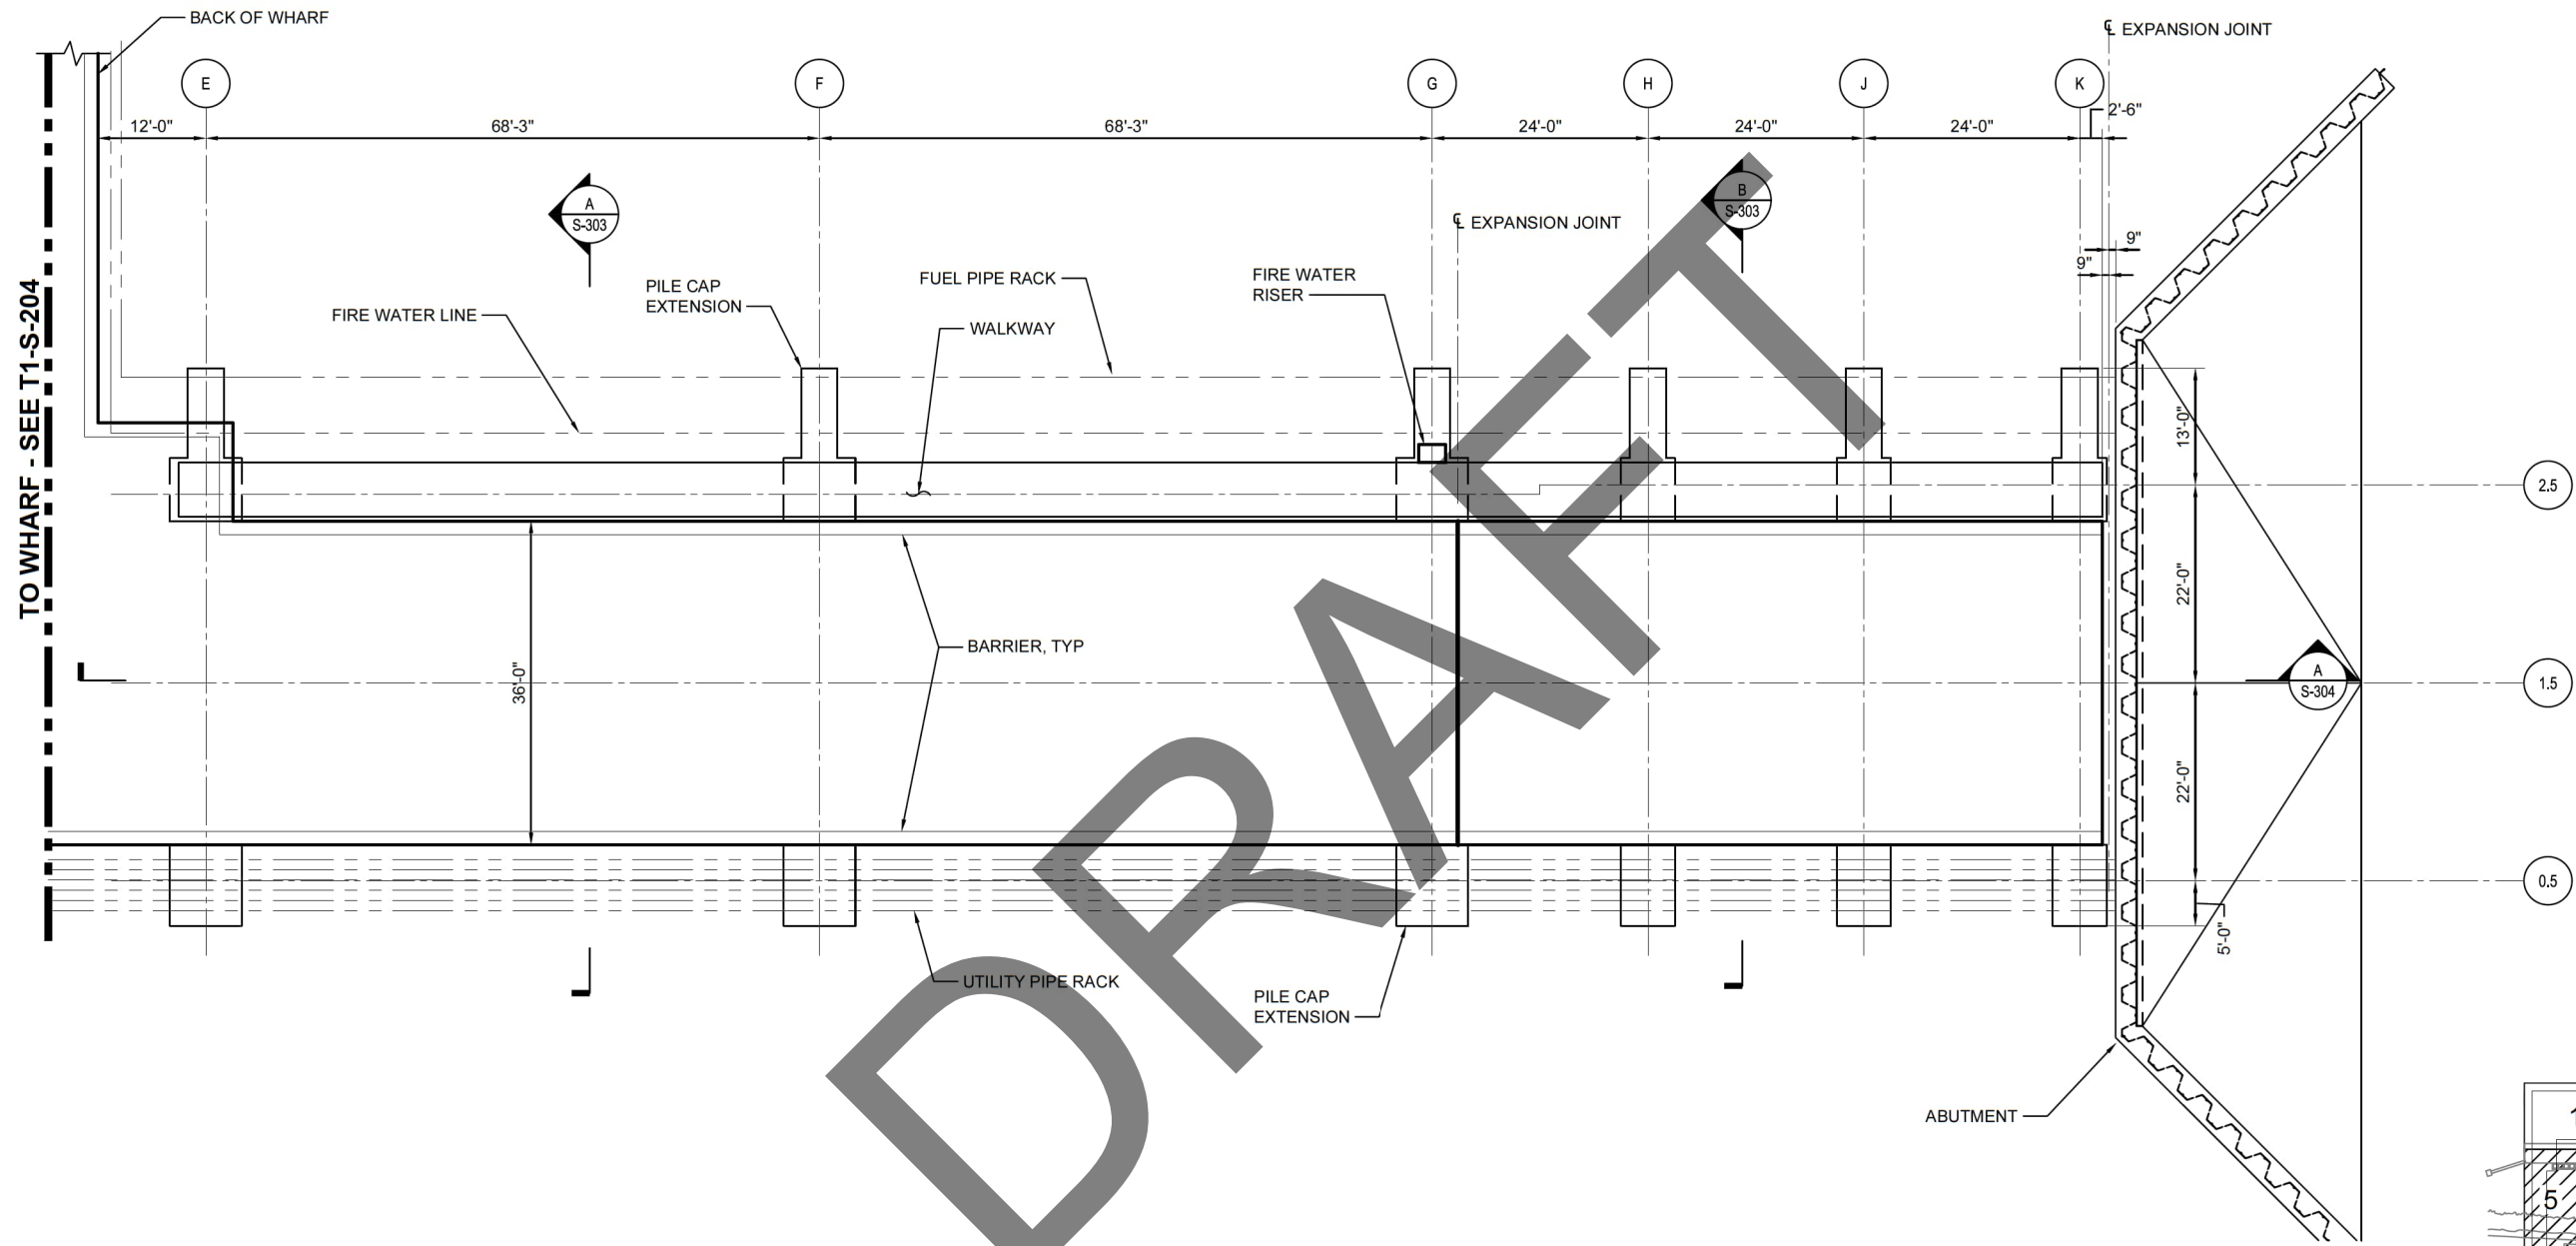 BACK OF WHARF
℄ EXPANSION JOINT
E
F
G
H
J
K
12'-0"
68'-3"
68'-3"
24'-0"
24'-0"
24'-0"
2'-6"
A
S-303
B
S-303
℄ EXPANSION JOINT
9"
9"
FIRE WATER LINE
PILE CAP
EXTENSION
FUEL PIPE RACK
WALKWAY
FIRE WATER
RISER
TO WHARF - SEE T1-S-204
13'-0"
2.5
22'-0"
BARRIER, TYP
36'-0"
A
S-304
1.5
22'-0"
0.5
5'-0"
UTILITY PIPE RACK
PILE CAP
EXTENSION
ABUTMENT
DRAFT
5